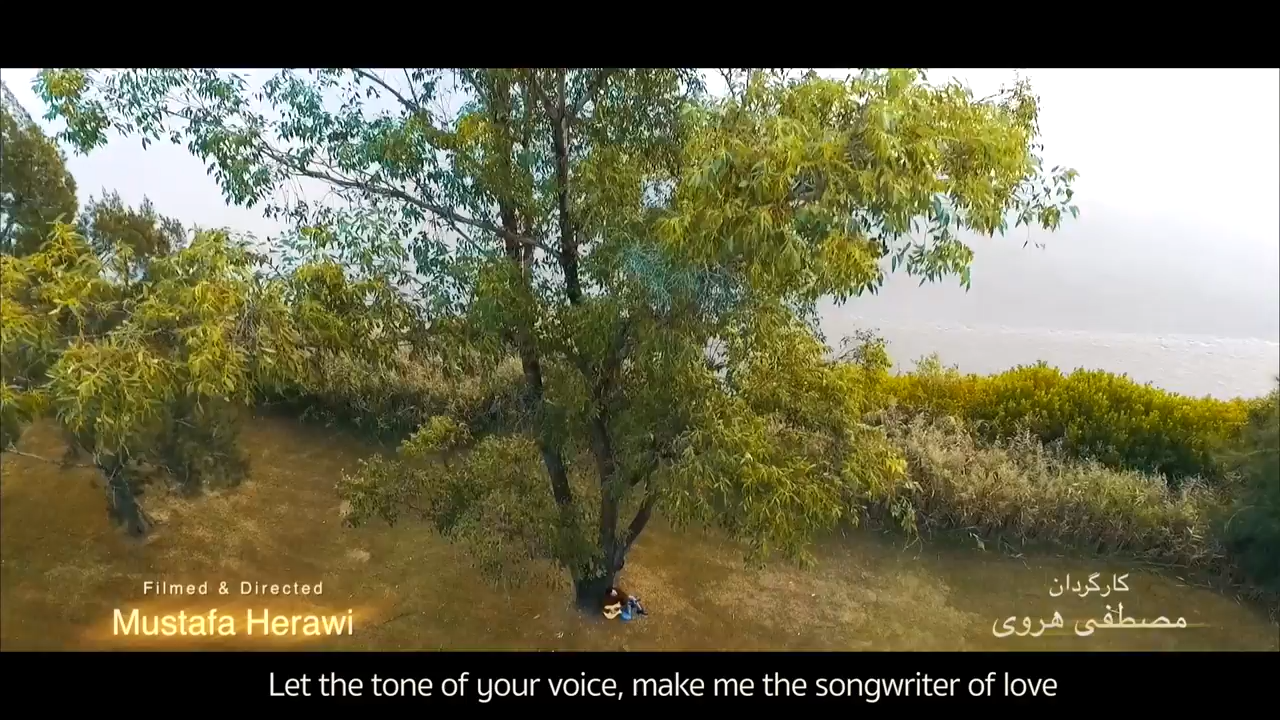 Filmed & Directed
Mustafa Herawi
کارگردان
مصطفی هروی
Let the tone of your voice, make me the songwriter of love